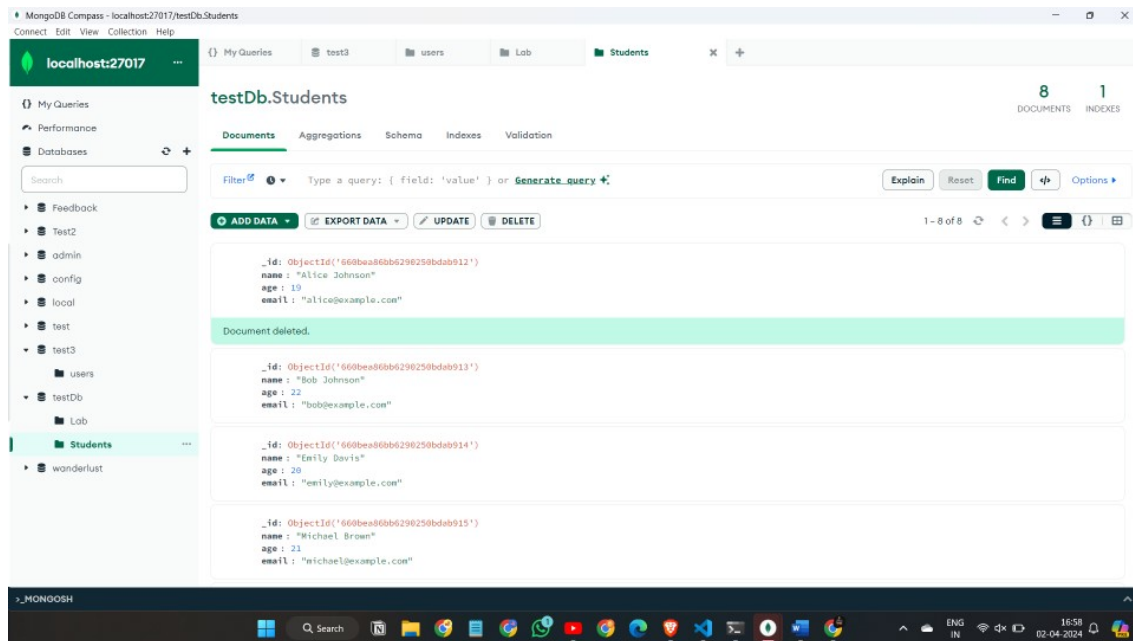 MongoDB Compass - localhost:27017/testDb.Students
Connect Edit View Collection Help
localhost:27017 ...
{} My Queries
test3
users
Lab
Students
My Queries
Performance
Databases
Search
Feedback
Test2
admin
config
local
test
test3
users
testDb
Lab
Students ...
wanderlust
testDb.Students
8 DOCUMENTS
1 INDEXES
Documents Aggregations Schema Indexes Validation
Filter Type a query: { field: 'value' } or Generate query
Explain Reset Find </> Options
ADD DATA EXPORT DATA UPDATE DELETE
1 – 8 of 8 {}
_id: ObjectId('660bea86bb6290250bdab912')
name : "Alice Johnson"
age : 19
email : "alice@example.com"
Document deleted.
_id: ObjectId('660bea86bb6290250bdab913')
name : "Bob Johnson"
age : 22
email : "bob@example.com"
_id: ObjectId('660bea86bb6290250bdab914')
name : "Emily Davis"
age : 20
email : "emily@example.com"
_id: ObjectId('660bea86bb6290250bdab915')
name : "Michael Brown"
age : 21
email : "michael@example.com"
>_MONGOSH
Search
ENG
IN
16:58
02-04-2024